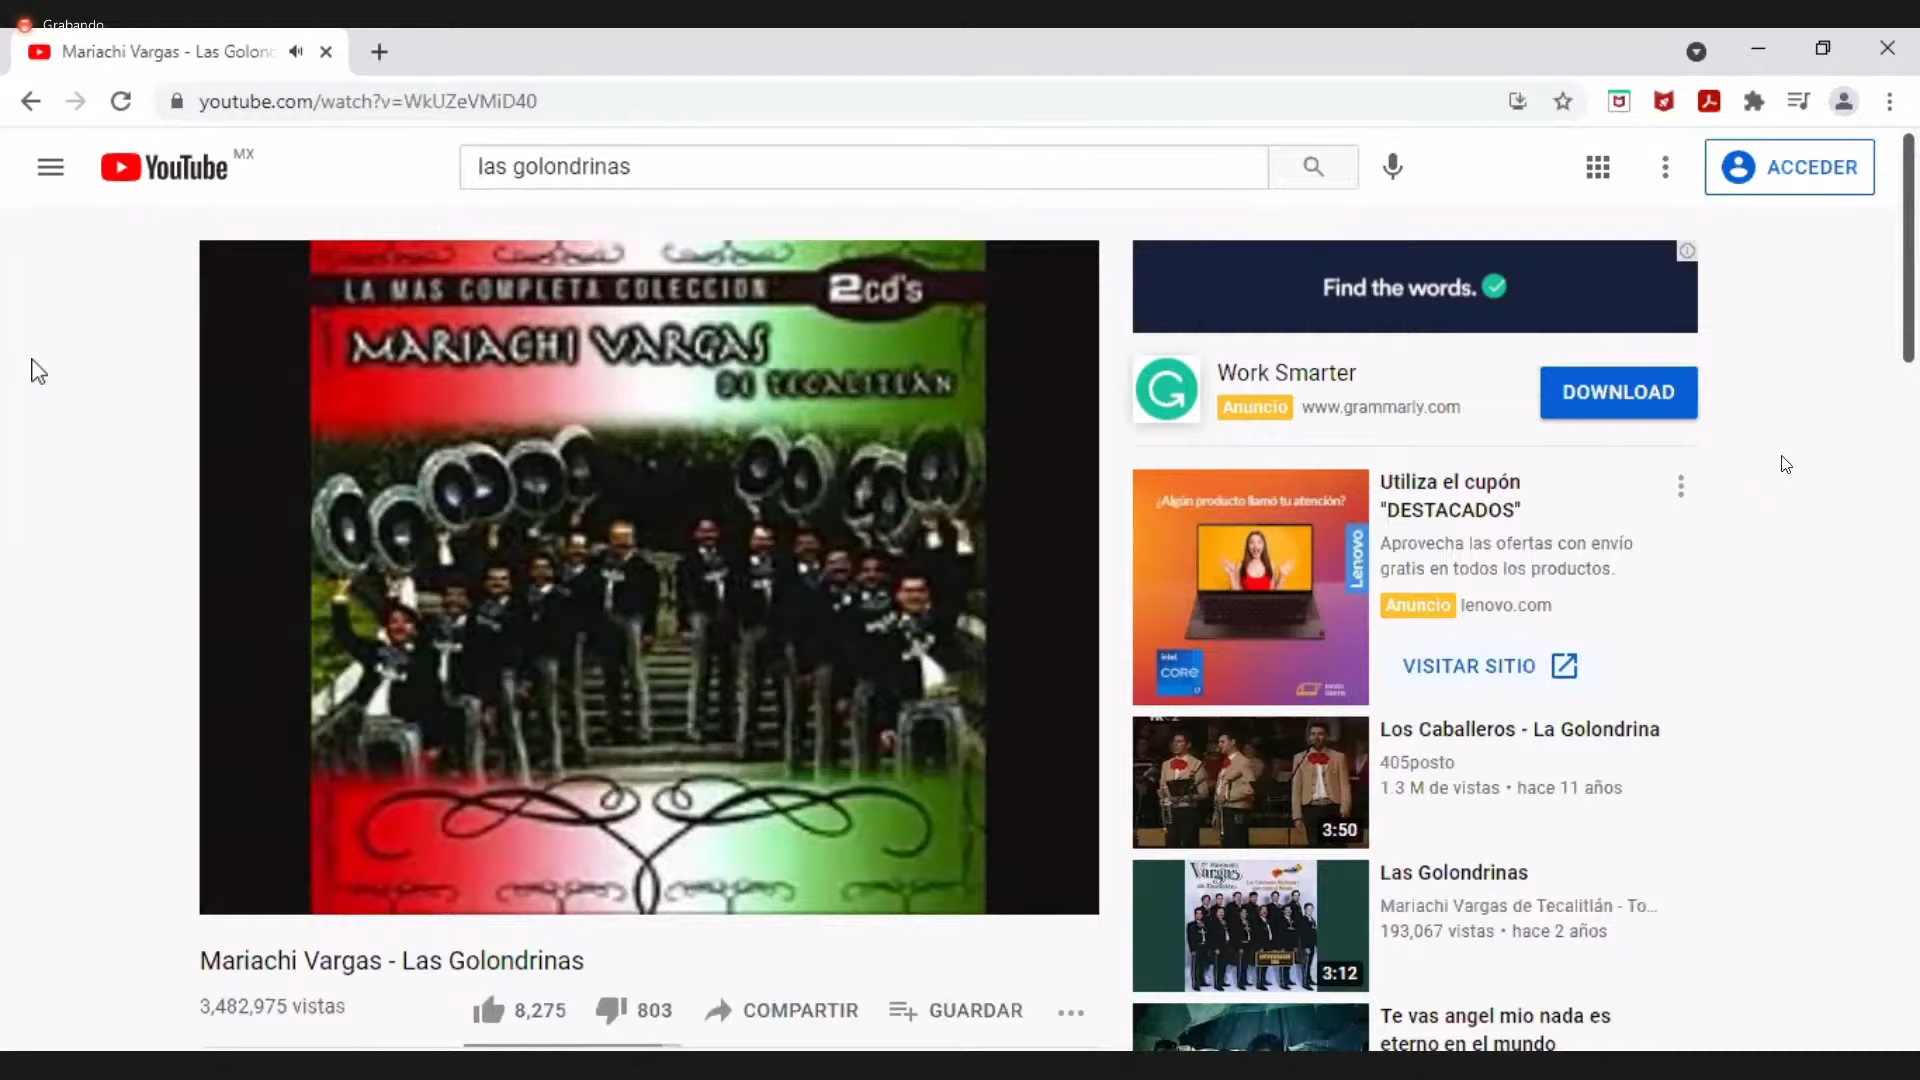 Grabando
Mariachi Vargas - Las Golond
youtube.com/watch?v=WkUZeVMiD40
YouTube MX
las golondrinas
ACCEDER
LA MAS COMPLETA COLECCION
2cd's
MARIACHI VARGAS
DE TECALITLAN
Find the words.
Work Smarter
Anuncio www.grammarly.com
DOWNLOAD
¿Algún producto llamó tu atención?
Lenovo
intel
CORE
i7
Utiliza el cupón
"DESTACADOS"
Aprovecha las ofertas con envío
gratis en todos los productos.
Anuncio lenovo.com
VISITAR SITIO
Los Caballeros - La Golondrina
405posto
1.3 M de vistas • hace 11 años
3:50
Vargas
3:12
Las Golondrinas
Mariachi Vargas de Tecalitlán - To...
193,067 vistas • hace 2 años
Te vas angel mio nada es
eterno en el mundo
Mariachi Vargas - Las Golondrinas
3,482,975 vistas
8,275
803
COMPARTIR
GUARDAR